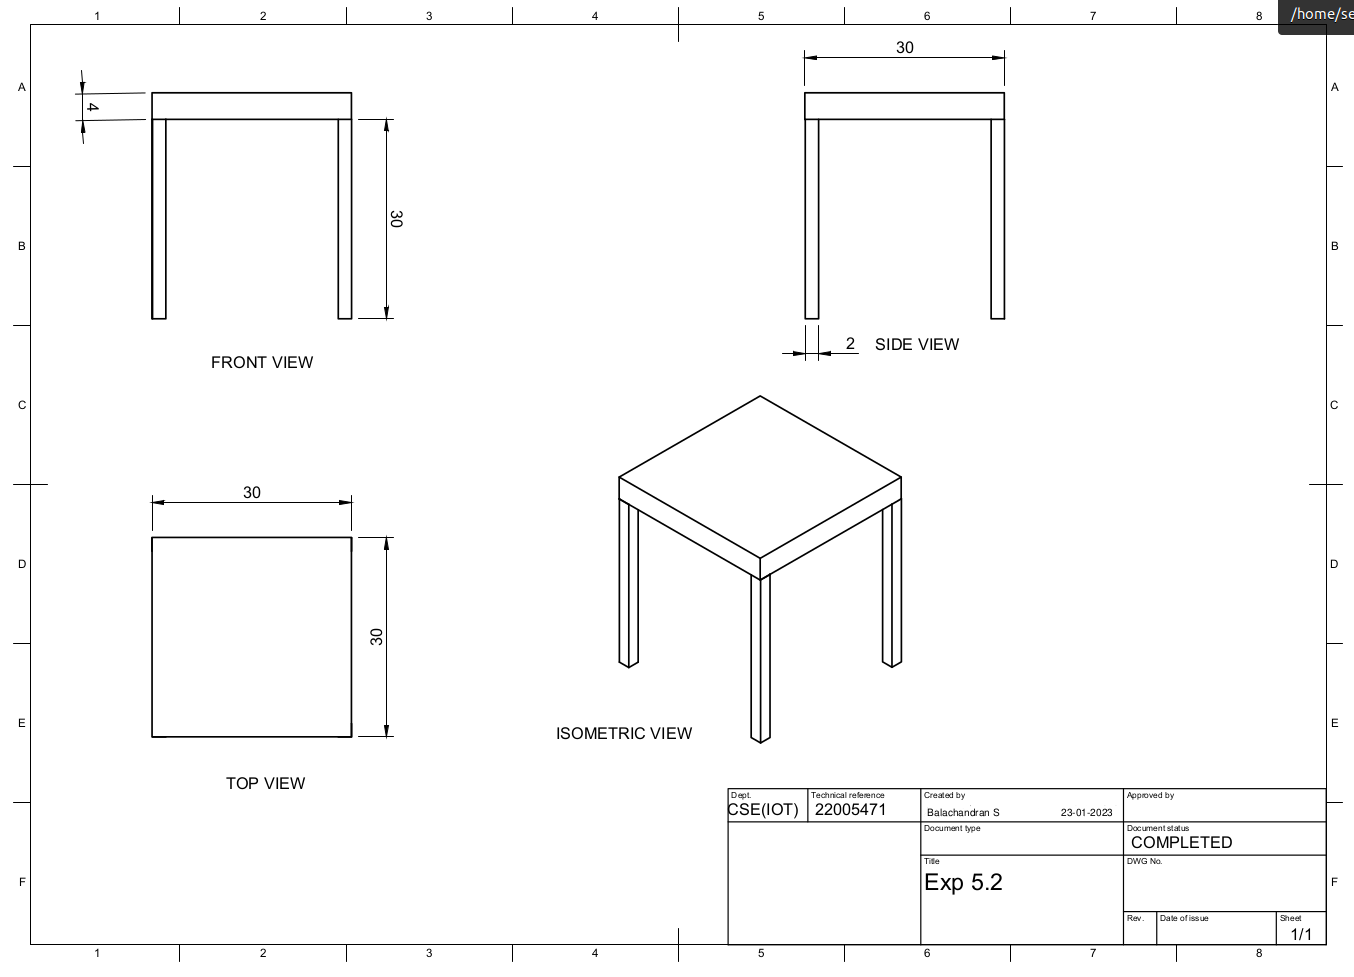 1 2 3 4 5 6 7 8
/home/se
30
A A
4
30
B B
FRONT VIEW
2 SIDE VIEW
C C
30
30
D D
E E
ISOMETRIC VIEW
TOP VIEW
Dept. Technical reference Created by Approved by
CSE(IOT) 22005471 Balachandran S 23-01-2023
Document type Document status
COMPLETED
Title DWG No.
Exp 5.2
F F
Rev. Date of issue Sheet
1/1
1 2 3 4 5 6 7 8